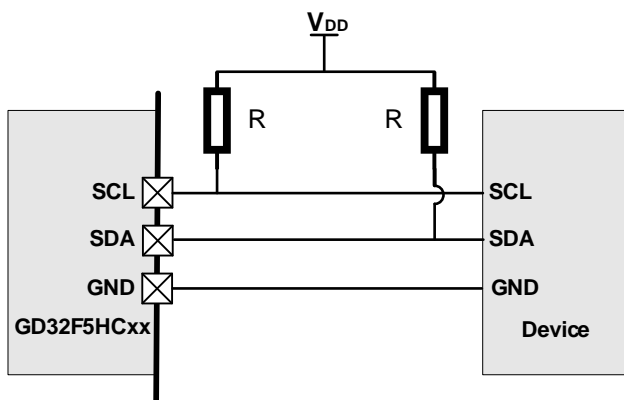 VDD
R R
SCL SCL
SDA SDA
GND GND
GD32F5HCxx Device